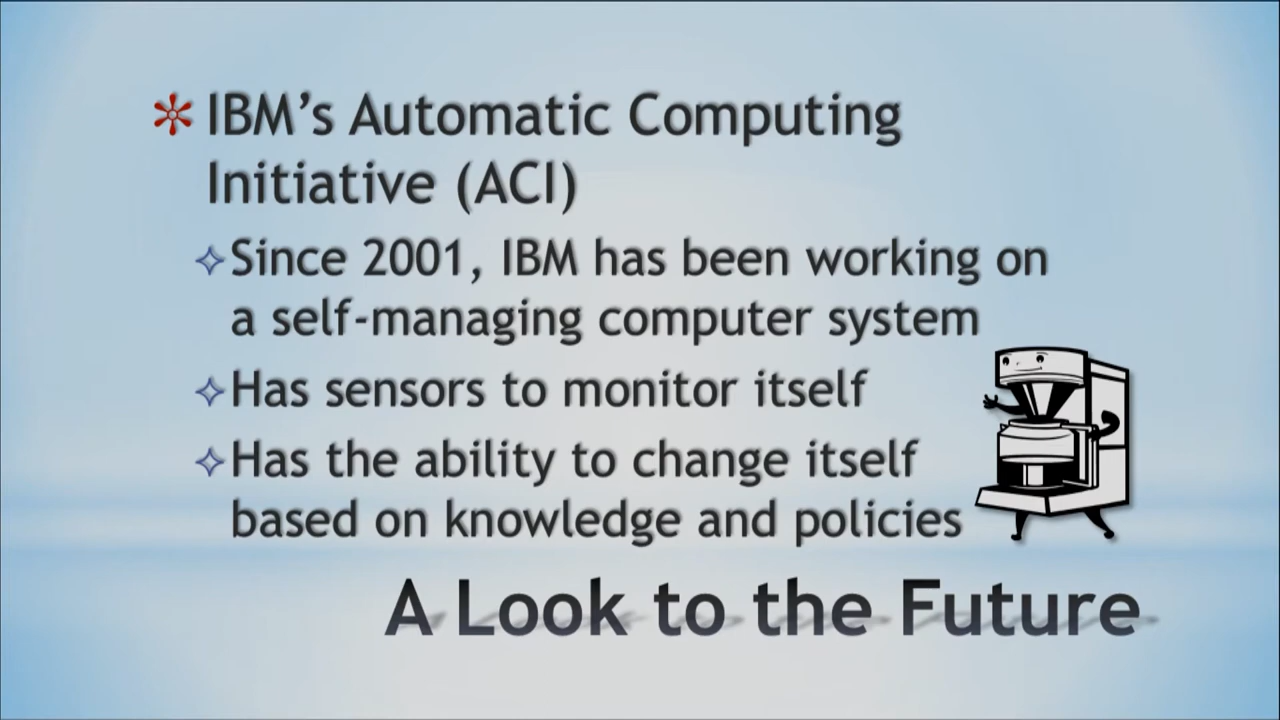 IBM’s Automatic Computing
Initiative (ACI)
Since 2001, IBM has been working on
a self-managing computer system
Has sensors to monitor itself
Has the ability to change itself
based on knowledge and policies
A Look to the Future